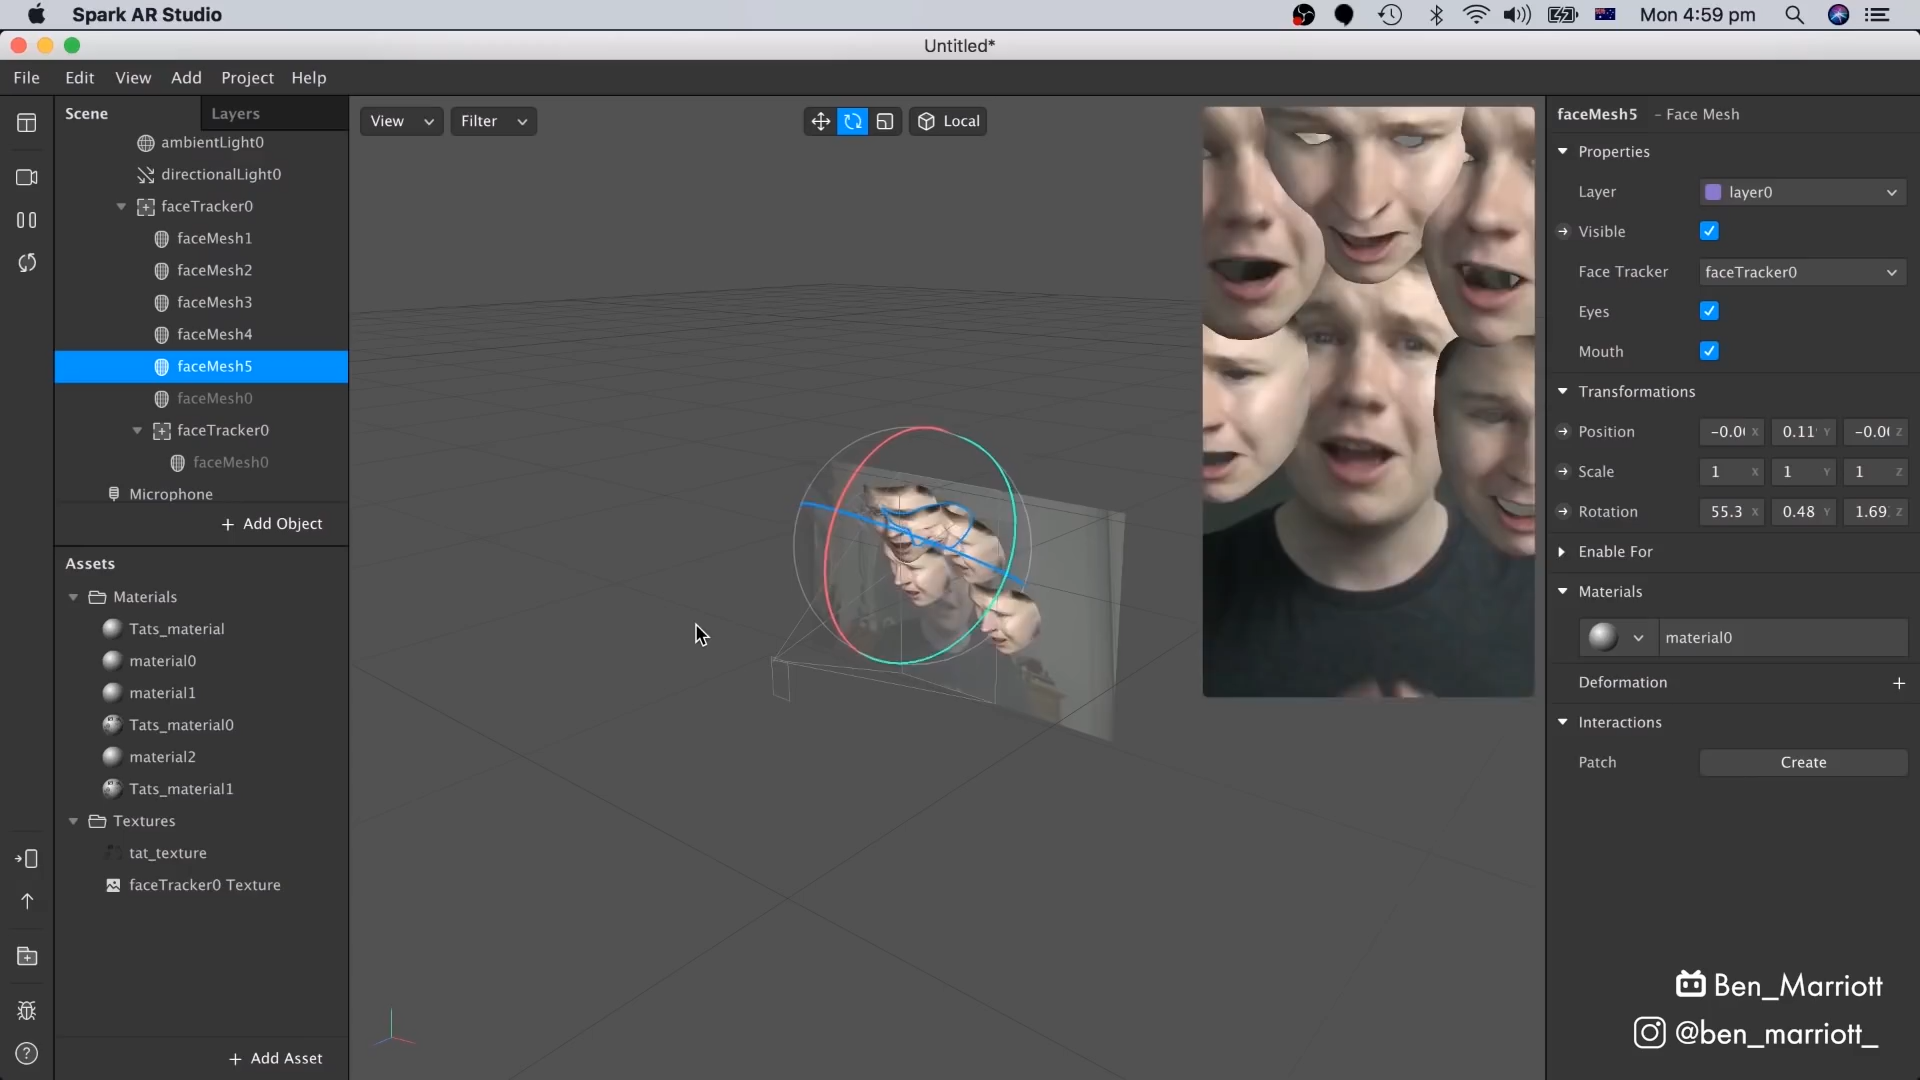 Spark AR Studio
Mon 4:59 pm
Untitled*
File Edit View Add Project Help
Scene
Layers
ambientLight0
directionalLight0
faceTracker0
faceMesh1
faceMesh2
faceMesh3
faceMesh4
faceMesh5
faceMesh0
faceTracker0
faceMesh0
Microphone
+ Add Object
Assets
Materials
Tats_material
material0
material1
Tats_material0
material2
Tats_material1
Textures
tat_texture
faceTracker0 Texture
+ Add Asset
View
Filter
Local
faceMesh5 – Face Mesh
Properties
Layer layer0
Visible
Face Tracker faceTracker0
Eyes
Mouth
Transformations
Position -0.0( X 0.11 Y -0.0( Z
Scale 1 X 1 Y 1 Z
Rotation 55.3 X 0.48 Y 1.69 Z
Enable For
Materials
material0
Deformation +
Interactions
Patch Create
Ben_Marriott
@ben_marriott_